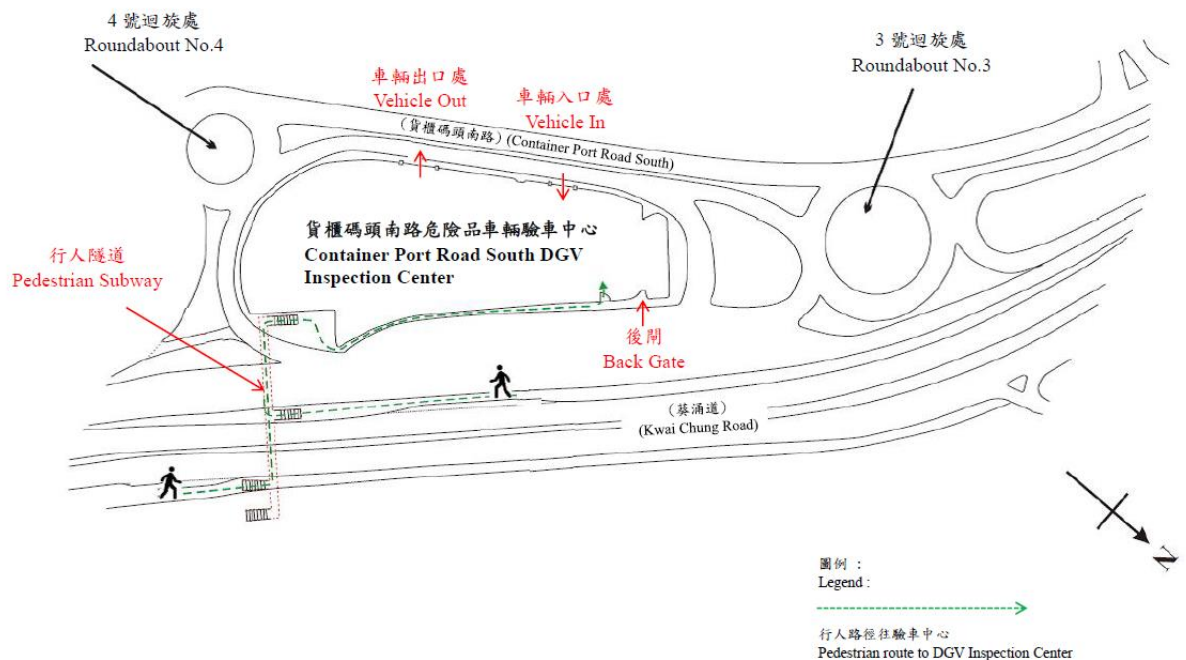 4 號迴旋處
Roundabout No.4
3 號迴旋處
Roundabout No.3
車輛出口處
Vehicle Out
車輛入口處
Vehicle In
(貨櫃碼頭南路) (Container Port Road South)
貨櫃碼頭南路危險品車輛驗車中心
Container Port Road South DGV
Inspection Center
行人隧道
Pedestrian Subway
後閘
Back Gate
(葵涌道)
(Kwai Chung Road)
N
圖例 :
Legend :
行人路徑往驗車中心
Pedestrian route to DGV Inspection Center